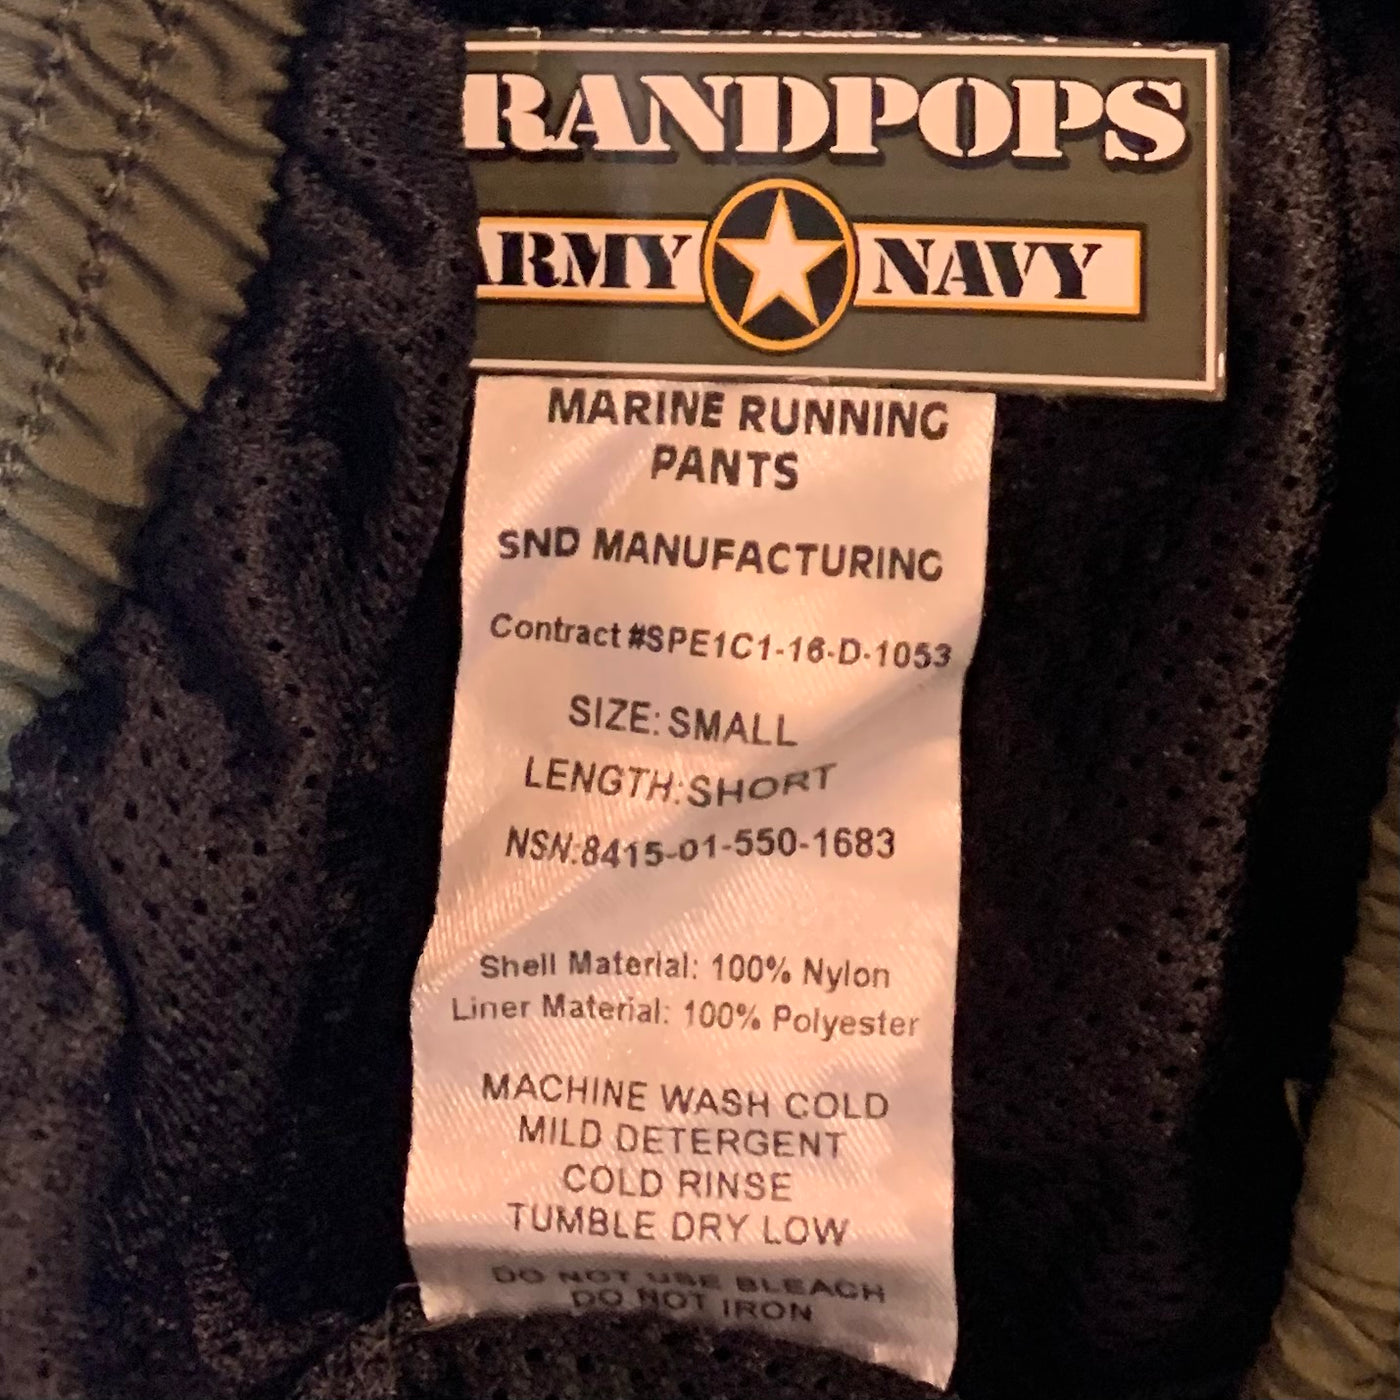 RANDPOPS
ARMY NAVY
MARINE RUNNING
PANTS
SND MANUFACTURING
Contract #SPE1C1-16-D-1053
SIZE: SMALL
LENGTH:SHORT
NSN:8415-01-550-1683
Shell Material: 100% Nylon
Liner Material: 100% Polyester
MACHINE WASH COLD
MILD DETERGENT
COLD RINSE
TUMBLE DRY LOW
DO NOT USE BLEACH
DO NOT IRON